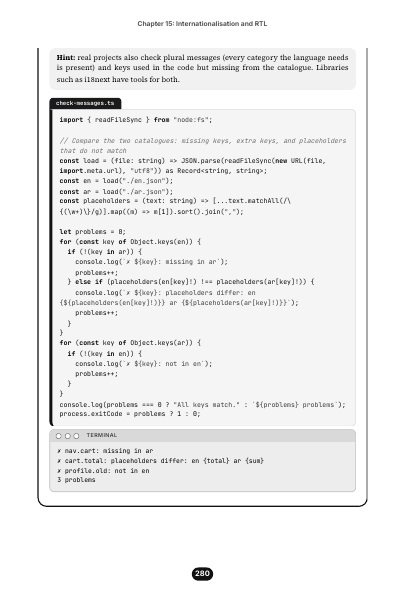 Chapter 15: Internationalisation and RTL
Hint: real projects also check plural messages (every category the language needs
is present) and keys used in the code but missing from the catalogue. Libraries
such as i18next have tools for both.
check-messages.ts
import { readFileSync } from "node:fs";
// Compare the two catalogues: missing keys, extra keys, and placeholders
that do not match
const load = (file: string) => JSON.parse(readFileSync(new URL(file,
import.meta.url), "utf8")) as Record<string, string>;
const en = load("./en.json");
const ar = load("./ar.json");
const placeholders = (text: string) => [...text.matchAll(/\
{(\w+)\}/g)].map((m) => m[1]).sort().join(",");
let problems = 0;
for (const key of Object.keys(en)) {
  if (!(key in ar)) {
    console.log(`✗ ${key}: missing in ar`);
    problems++;
  } else if (placeholders(en[key]!) !== placeholders(ar[key]!)) {
    console.log(`✗ ${key}: placeholders differ: en
{${placeholders(en[key]!)}} ar {${placeholders(ar[key]!)}}`);
    problems++;
  }
}
for (const key of Object.keys(ar)) {
  if (!(key in en)) {
    console.log(`✗ ${key}: not in en`);
    problems++;
  }
}
console.log(problems === 0 ? "All keys match." : `${problems} problems`);
process.exitCode = problems ? 1 : 0;
TERMINAL
✗ nav.cart: missing in ar
✗ cart.total: placeholders differ: en {total} ar {sum}
✗ profile.old: not in en
3 problems
280